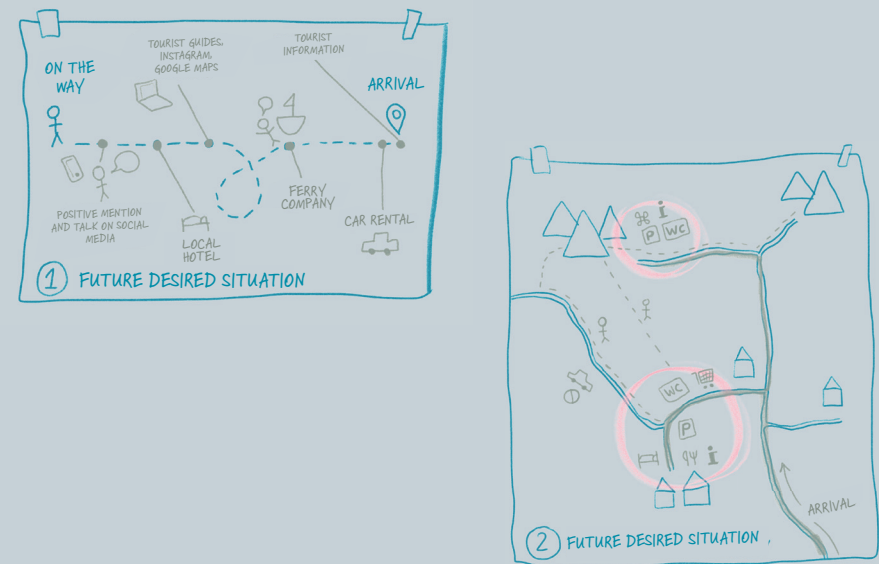 ON THE
WAY
TOURIST GUIDES,
INSTAGRAM,
GOOGLE MAPS
TOURIST
INFORMATION
ARRIVAL
POSITIVE MENTION
AND TALK ON SOCIAL
MEDIA
LOCAL
HOTEL
FERRY
COMPANY
CAR RENTAL
1 FUTURE DESIRED SITUATION
i
P WC
WC
P
i
ARRIVAL
2 FUTURE DESIRED SITUATION